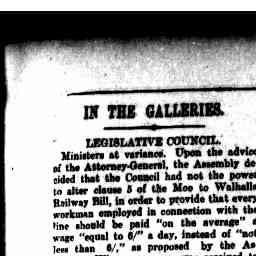 IN THE GALLERIES.
LEGISLATIVE COUNCIL.
Ministers at variance. Upon the advice
of the Attorney-General, the Assembly de-
cided that the Council had not the power
to alter clause 5 of the Moe to Walhalla
Railway Bill, in order to provide that every
workman employed in connection with the
line should be paid "on the average" a
wage "equal to 6/" a day, instead of "not
less than 6/," as proposed by the As-